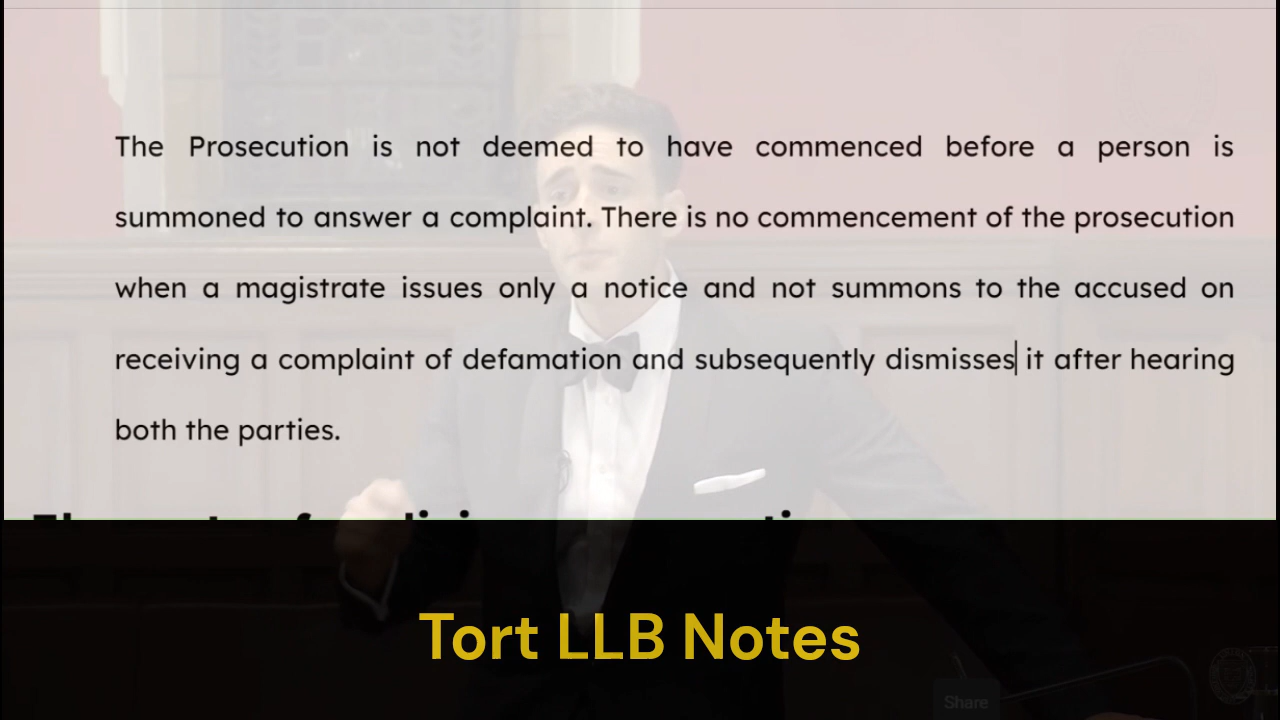 The Prosecution is not deemed to have commenced before a person is
summoned to answer a complaint. There is no commencement of the prosecution
when a magistrate issues only a notice and not summons to the accused on
receiving a complaint of defamation and subsequently dismisses it after hearing
both the parties.
Tort LLB Notes
Share